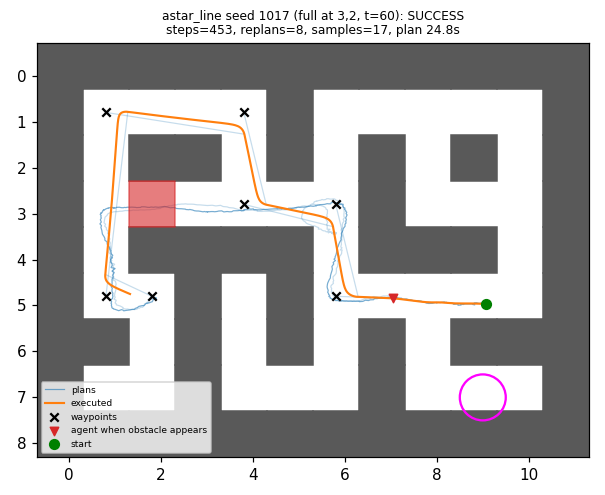 astar_line seed 1017 (full at 3,2, t=60): SUCCESS
steps=453, replans=8, samples=17, plan 24.8s
0
1
2
3
4
5
6
7
8
plans
executed
waypoints
agent when obstacle appears
start
0
2
4
6
8
10